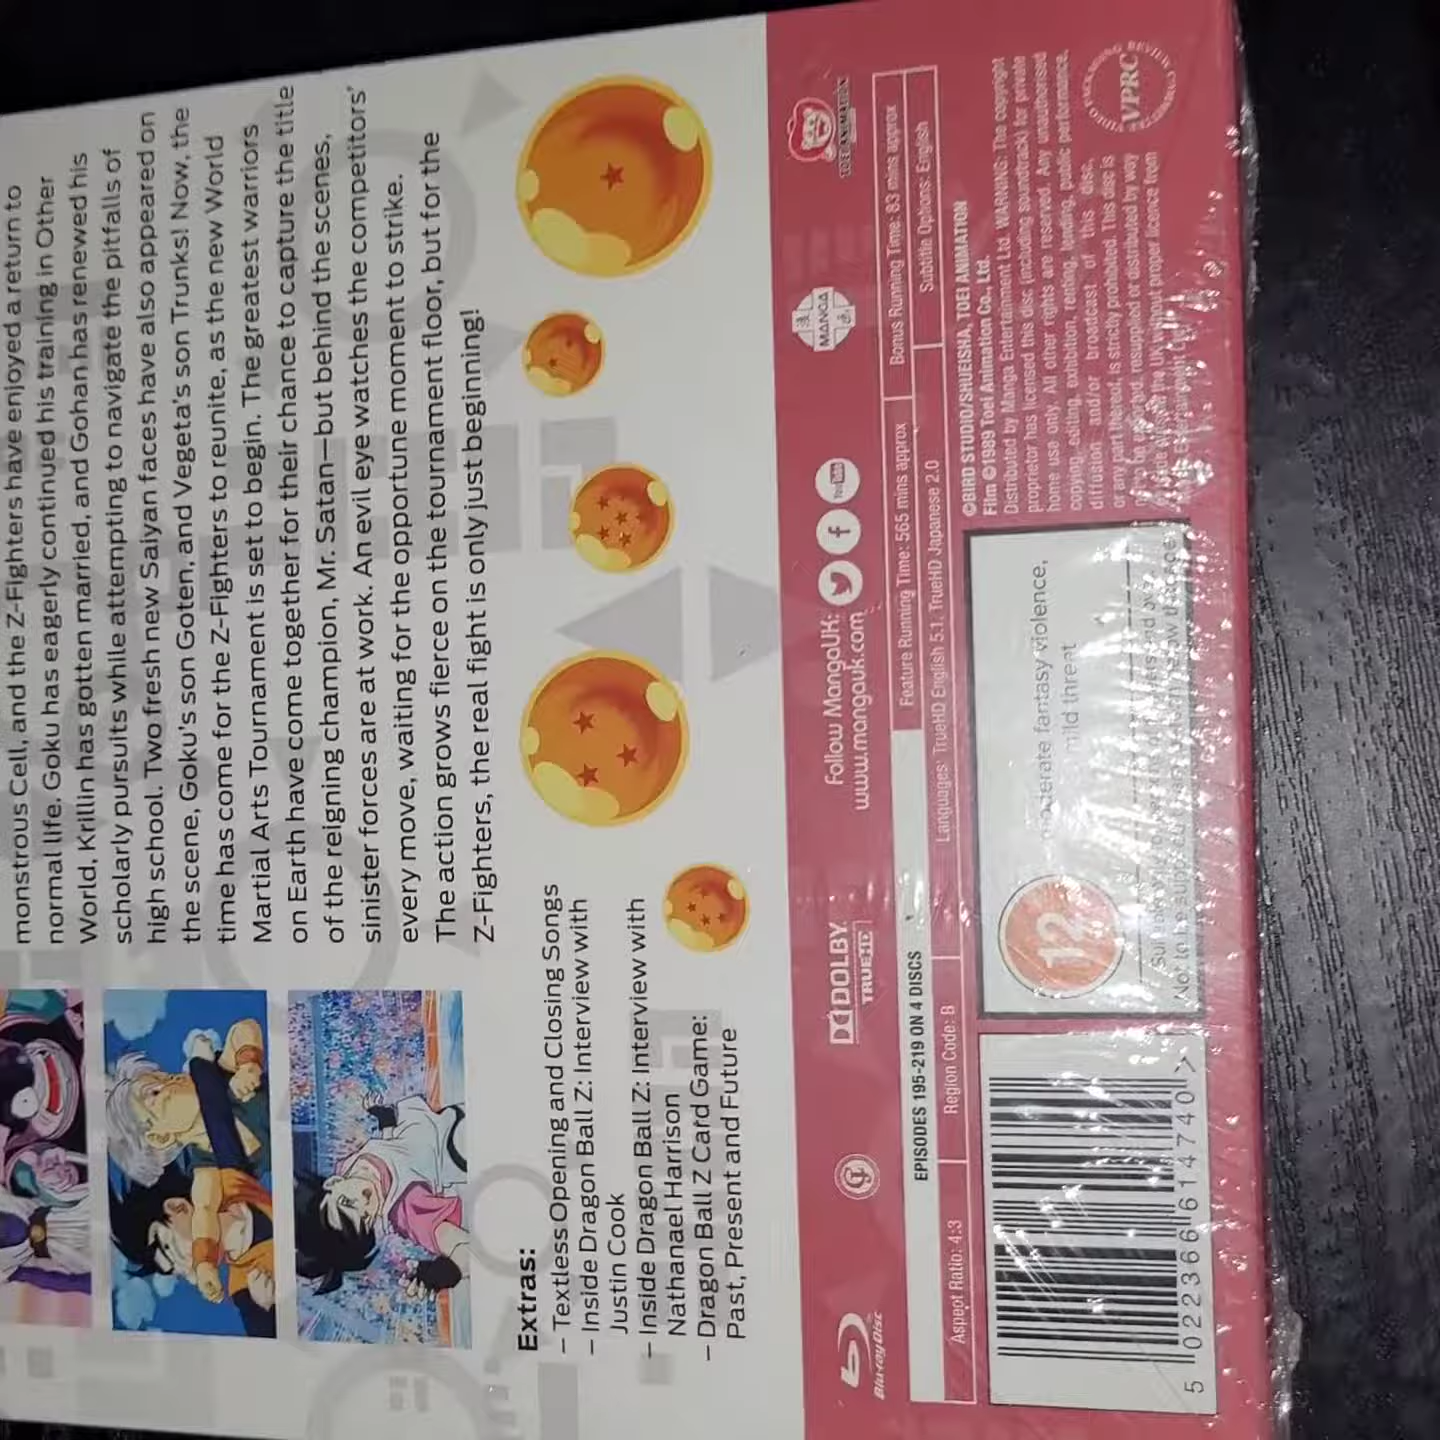 monstrous Cell, and the Z-Fighters have enjoyed a return to
normal life. Goku has eagerly continued his training in Other
World, Krillin has gotten married, and Gohan has renewed his
scholarly pursuits while attempting to navigate the pitfalls of
high school. Two fresh new Saiyan faces have also appeared on
the scene, Goku's son Goten, and Vegeta's son Trunks! Now, the
time has come for the Z-Fighters to reunite, as the new World
Martial Arts Tournament is set to begin. The greatest warriors
on Earth have come together for their chance to capture the title
of the reigning champion, Mr. Satan—but behind the scenes,
sinister forces are at work. An evil eye watches the competitors'
every move, waiting for the opportune moment to strike.
The action grows fierce on the tournament floor, but for the
Z-Fighters, the real fight is only just beginning!
Extras:
– Textless Opening and Closing Songs
– Inside Dragon Ball Z: Interview with
Justin Cook
– Inside Dragon Ball Z: Interview with
Nathanael Harrison
– Dragon Ball Z Card Game:
Past, Present and Future
Blu-ray Disc
DOLBY
TRUEHD
Follow MangaUK:
www.mangauk.com
MANGA
TOEI ANIMATION
EPISODES 195-219 ON 4 DISCS
Feature Running Time: 565 mins approx
Bonus Running Time: 83 mins approx
Aspect Ratio: 4:3
Region Code: B
Languages: TrueHD English 5.1, TrueHD Japanese 2.0
Subtitle Options: English
©BIRD STUDIO/SHUEISHA, TOEI ANIMATION
Film ©1989 Toei Animation Co., Ltd.
Distributed by Manga Entertainment Ltd. WARNING: The copyright
proprietor has licensed this disc (including soundtrack) for private
home use only. All other rights are reserved. Any unauthorised
copying, editing, exhibition, renting, lending, public performance,
diffusion and/or broadcast of this disc,
or any part thereof, is strictly prohibited. This disc is
resupplied or distributed by way
the UK without proper licence from
VPRC
12
moderate fantasy violence,
mild threat
5 022366 614740 >